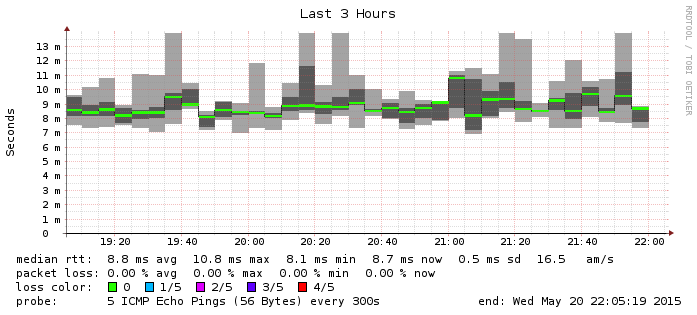 Last 3 Hours
RRDTOOL / TOBI OETIKER
Seconds
13 m
12 m
11 m
10 m
9 m
8 m
7 m
6 m
5 m
4 m
3 m
2 m
1 m
0
19:20 19:40 20:00 20:20 20:40 21:00 21:20 21:40 22:00
median rtt: 8.8 ms avg 10.8 ms max 8.1 ms min 8.7 ms now 0.5 ms sd 16.5 am/s
packet loss: 0.00 % avg 0.00 % max 0.00 % min 0.00 % now
loss color: 0 1/5 2/5 3/5 4/5
probe: 5 ICMP Echo Pings (56 Bytes) every 300s end: Wed May 20 22:05:19 2015